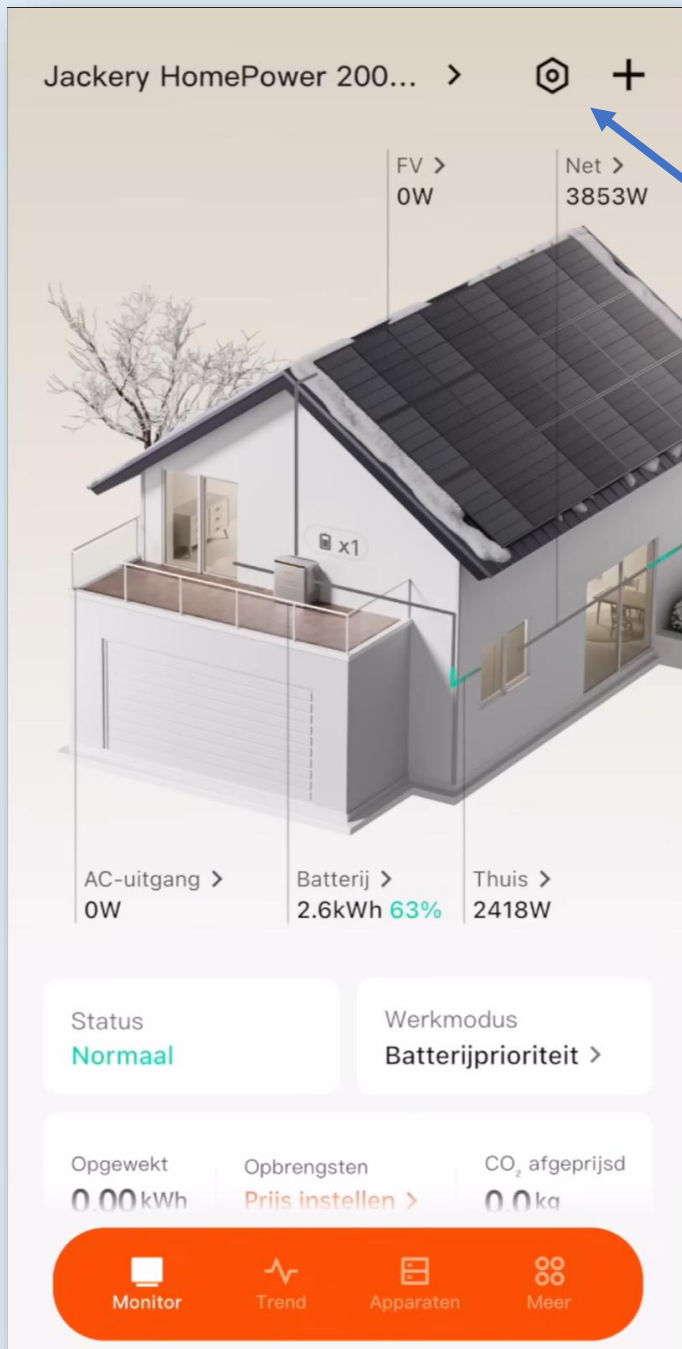 Jackery HomePower 200...
FV
0W
Net
3853W
x1
AC-uitgang
0W
Batterij
2.6kWh 63%
Thuis
2418W
Status
Normaal
Werkmodus
Batterijprioriteit
Opgewekt
0.00 kWh
Opbrengsten
Prijs instellen
CO₂ afgeprijsd
0.0 kg
Monitor
Trend
Apparaten
Meer